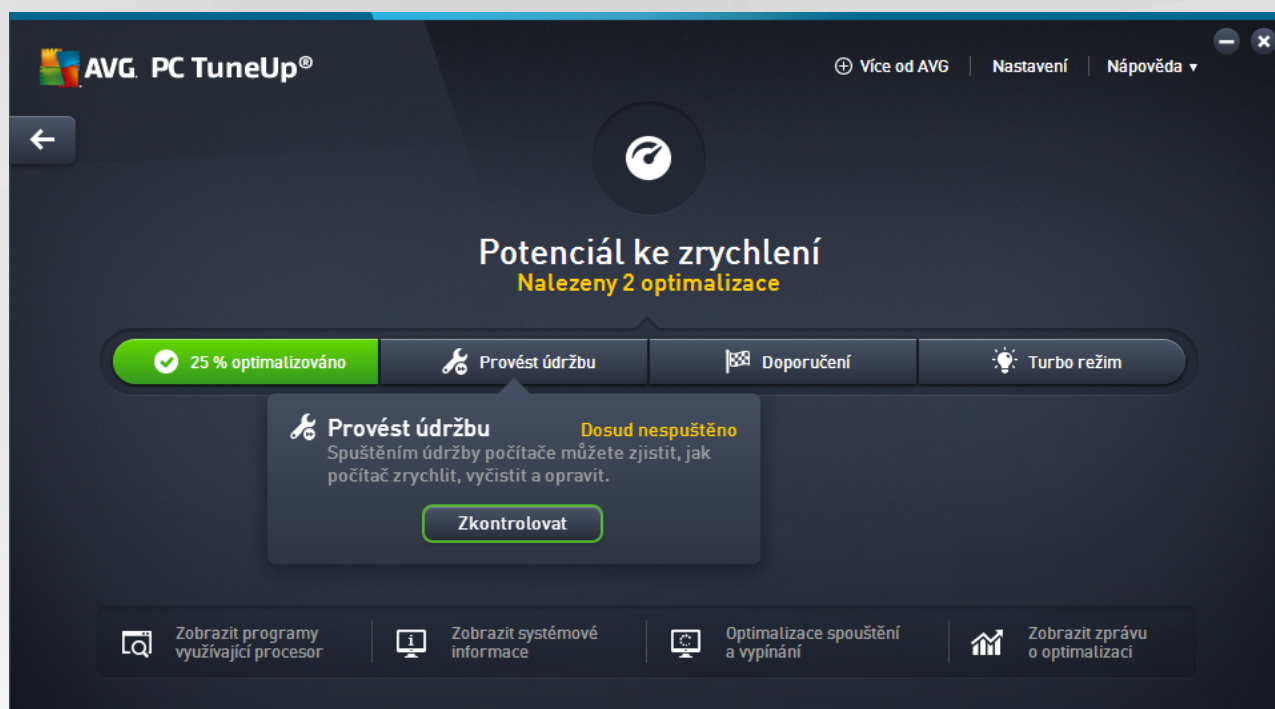 AVG. PC TuneUp®
Více od AVG
Nastavení
Nápověda
Potenciál ke zrychlení
Nalezeny 2 optimalizace
25 % optimalizováno
Provést údržbu
Doporučení
Turbo režim
Provést údržbu
Dosud nespuštěno
Spuštěním údržby počítače můžete zjistit, jak
počítač zrychlit, vyčistit a opravit.
Zkontrolovat
Zobrazit programy
využívající procesor
Zobrazit systémové
informace
Optimalizace spouštění
a vypínání
Zobrazit zprávu
o optimalizaci